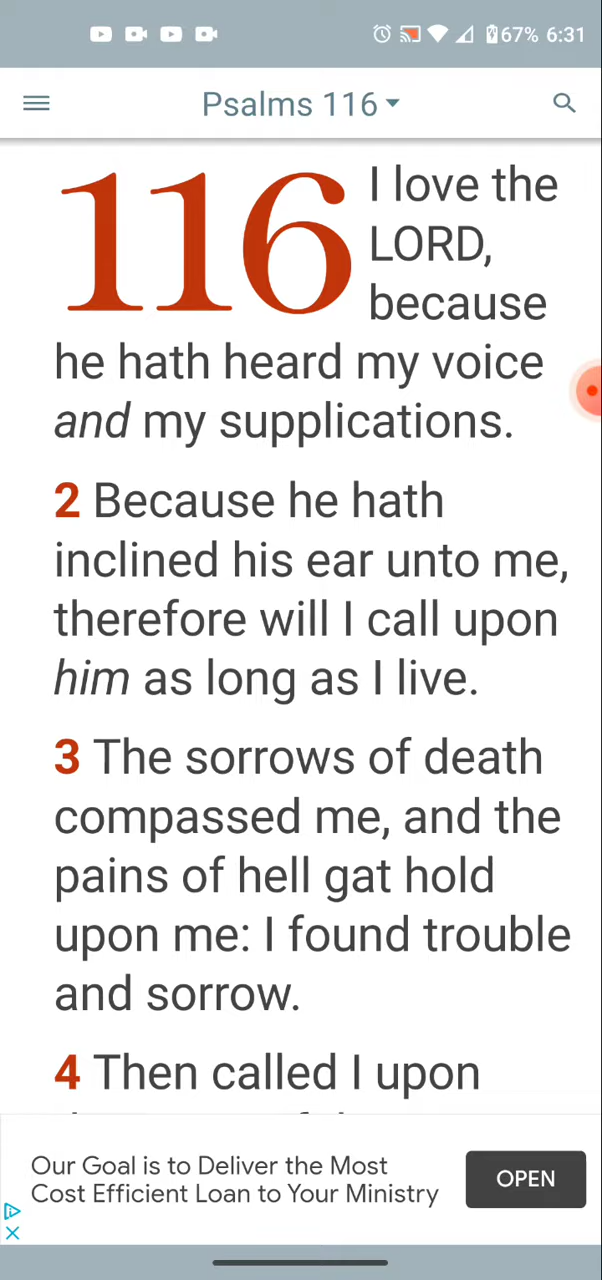 67% 6:31
Psalms 116
116 I love the
LORD,
because
he hath heard my voice
and my supplications.
2 Because he hath
inclined his ear unto me,
therefore will I call upon
him as long as I live.
3 The sorrows of death
compassed me, and the
pains of hell gat hold
upon me: I found trouble
and sorrow.
4 Then called I upon
Our Goal is to Deliver the Most
Cost Efficient Loan to Your Ministry
OPEN